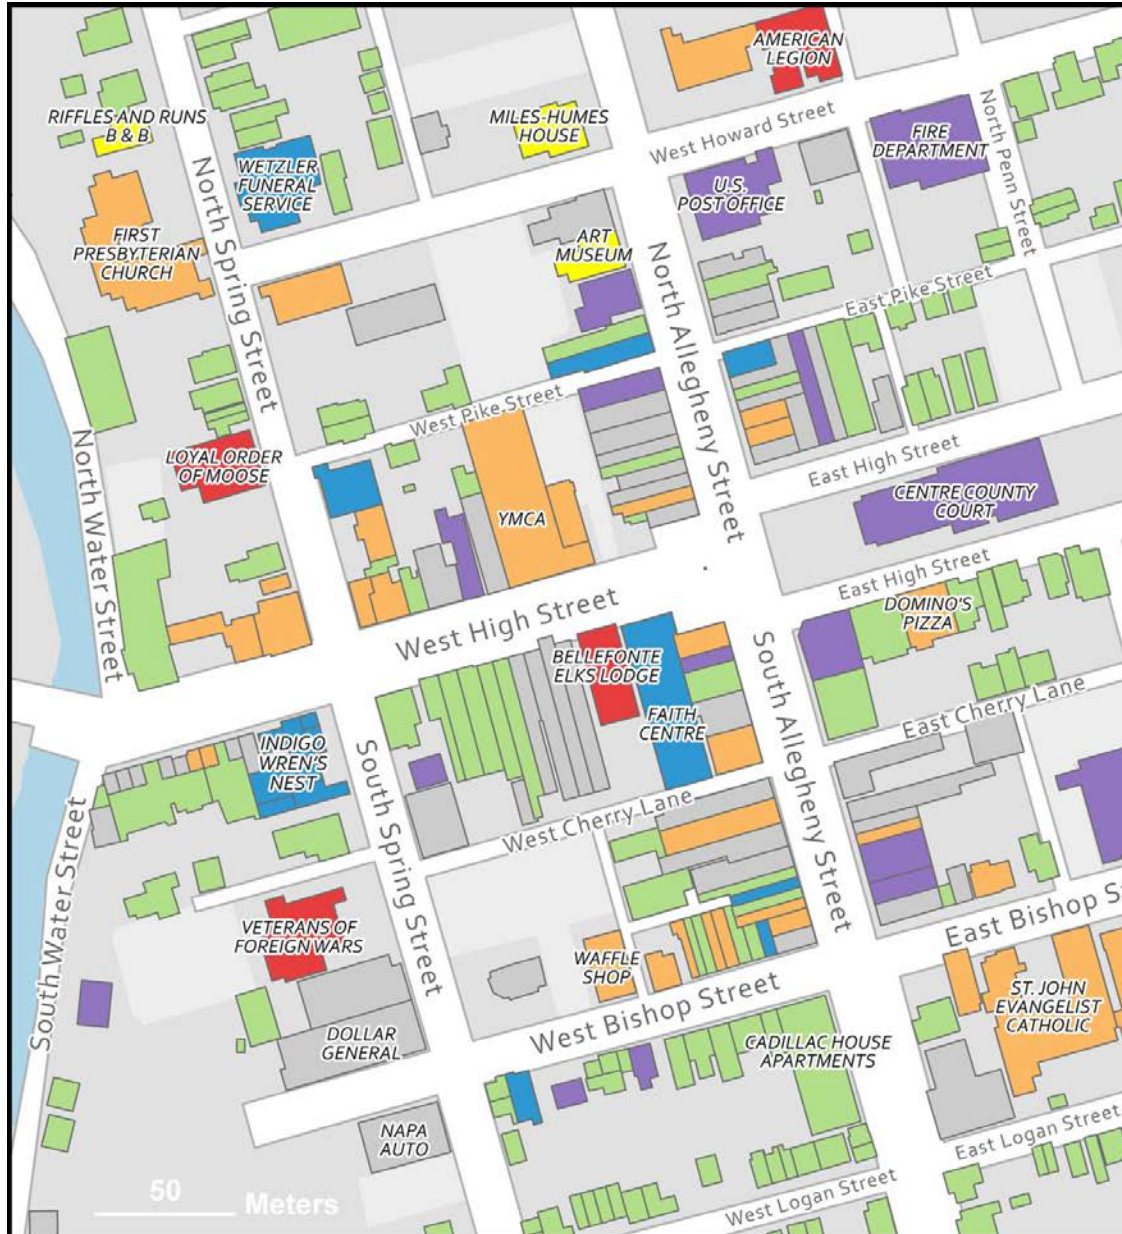 AMERICAN
LEGION
RIFFLES AND RUNS
B & B
MILES-HUMES
HOUSE
West Howard Street
North Penn Street
FIRE
DEPARTMENT
WETZLER
FUNERAL
SERVICE
U.S.
POST OFFICE
North Spring Street
FIRST
PRESBYTERIAN
CHURCH
ART
MUSEUM
North Allegheny Street
East Pike Street
West Pike Street
North Water Street
LOYAL ORDER
OF MOOSE
East High Street
YMCA
CENTRE COUNTY
COURT
East High Street
West High Street
DOMINO'S
PIZZA
BELLEFONTE
ELKS LODGE
FAITH
CENTRE
South Allegheny Street
East Cherry Lane
INDIGO
WREN'S
NEST
South Spring Street
West Cherry Lane
South Water Street
VETERANS OF
FOREIGN WARS
East Bishop St
WAFFLE
SHOP
ST. JOHN
EVANGELIST
CATHOLIC
West Bishop Street
DOLLAR
GENERAL
CADILLAC HOUSE
APARTMENTS
NAPA
AUTO
East Logan Street
West Logan Street
50 Meters